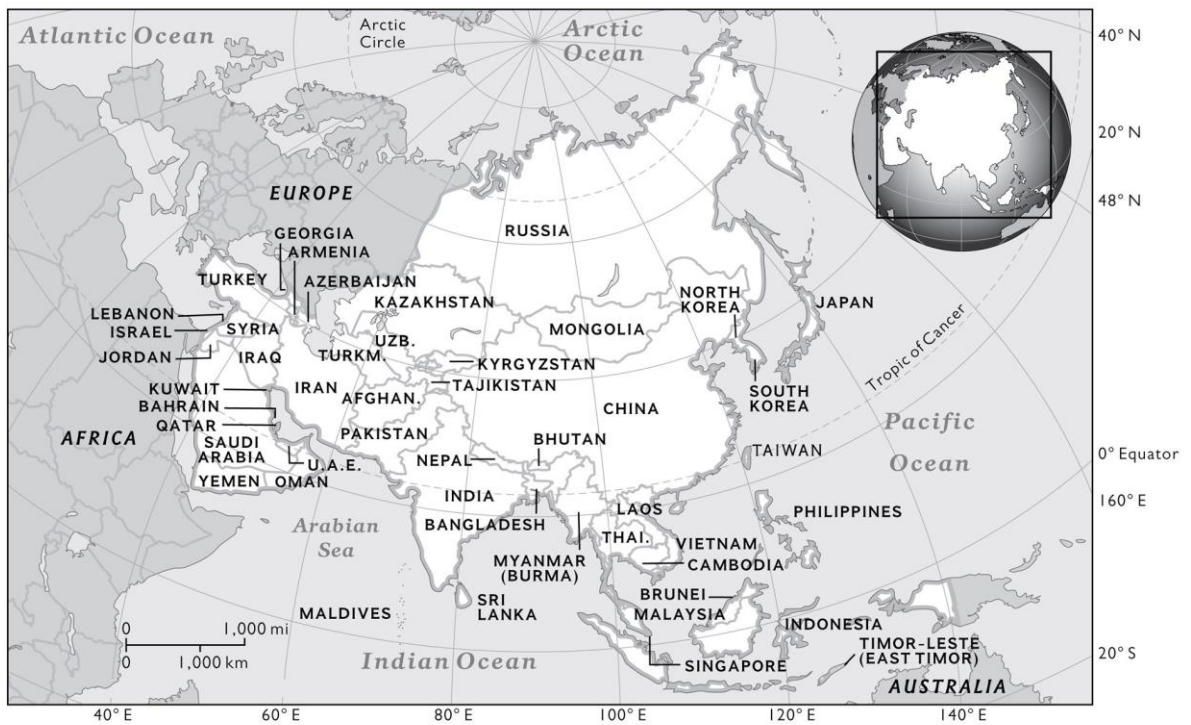 Atlantic Ocean
Arctic
Circle
Arctic
Ocean
40° N
20° N
48° N
EUROPE
GEORGIA
ARMENIA
RUSSIA
TURKEY
AZERBAIJAN
KAZAKHSTAN
NORTH
KOREA
JAPAN
LEBANON
ISRAEL
SYRIA
MONGOLIA
UZB.
TURKM.
JORDAN
IRAQ
KYRGYZSTAN
Tropic of Cancer
KUWAIT
IRAN
TAJIKISTAN
SOUTH
KOREA
BAHRAIN
AFGHAN.
CHINA
QATAR
AFRICA
PAKISTAN
Pacific
Ocean
SAUDI
ARABIA
BHUTAN
TAIWAN
NEPAL
0° Equator
U.A.E.
YEMEN
OMAN
INDIA
160° E
LAOS
PHILIPPINES
Arabian
Sea
BANGLADESH
THAI.
VIETNAM
MYANMAR
(BURMA)
CAMBODIA
BRUNEI
MALDIVES
SRI
LANKA
MALAYSIA
INDONESIA
0 1,000 mi
0 1,000 km
TIMOR-LESTE
(EAST TIMOR)
Indian Ocean
SINGAPORE
20° S
AUSTRALIA
40° E
60° E
80° E
100° E
120° E
140° E